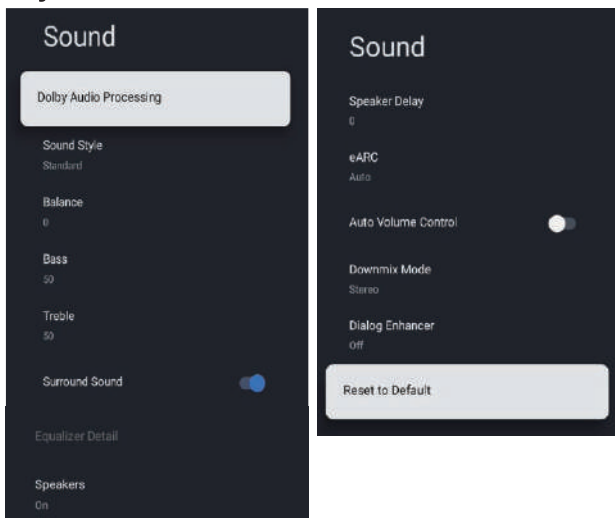 Sound
Dolby Audio Processing
Sound Style
Standard
Balance
0
Bass
50
Treble
50
Surround Sound
Equalizer Detail
Speakers
On
Sound
Speaker Delay
0
eARC
Auto
Auto Volume Control
Downmix Mode
Stereo
Dialog Enhancer
Off
Reset to Default